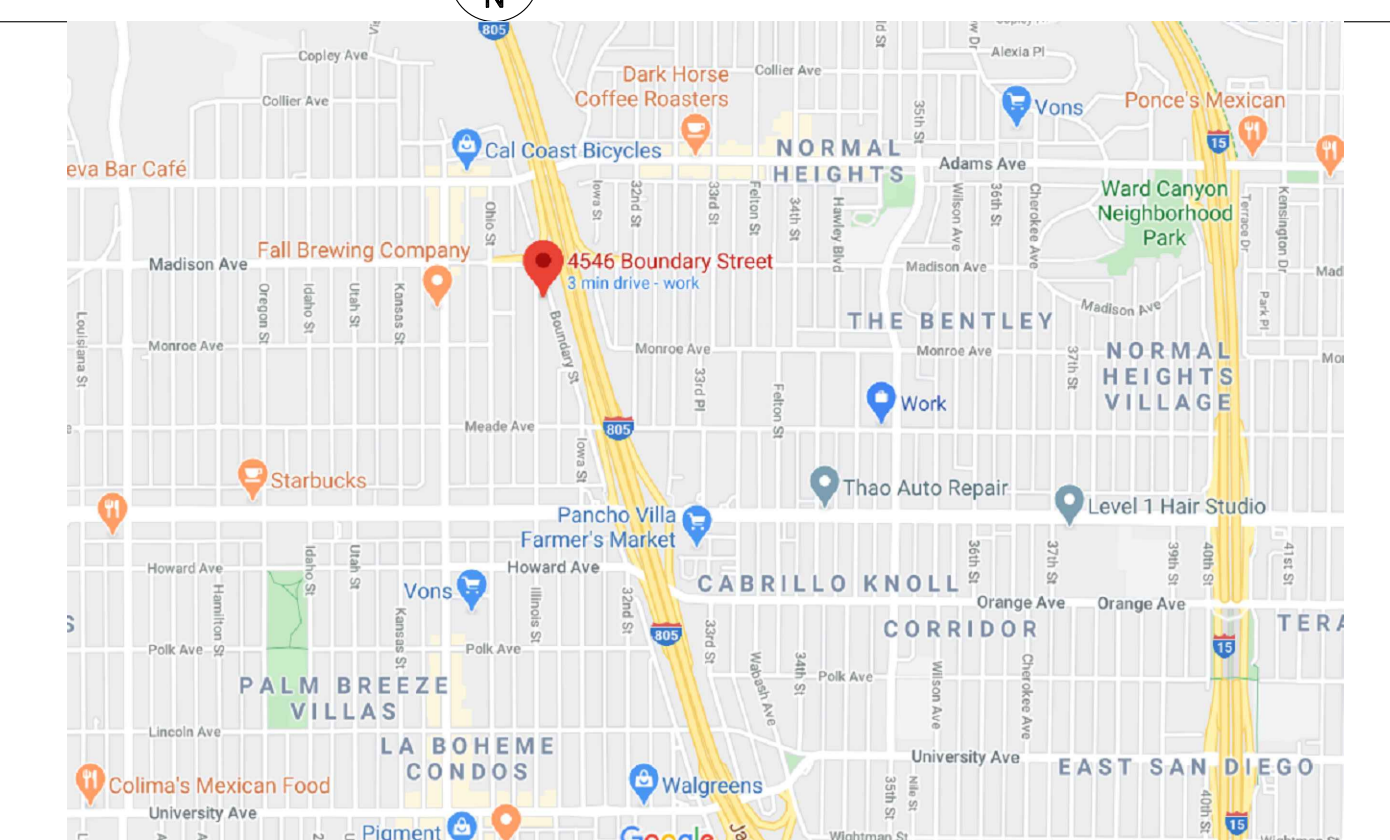 N
805
Copley Ave
Alexia Pl
Collier Ave
Dark Horse
Coffee Roasters
Collier Ave
35th St
Vons
Ponce's Mexican
15
Cal Coast Bicycles
NORMAL
HEIGHTS
Adams Ave
eva Bar Café
Ward Canyon
Neighborhood
Park
Ohio St
Iowa St
32nd St
33rd St
Felton St
34th St
Hawley Blvd
Wilson Ave
36th St
Cherokee Ave
Terrace Dr
Kensington Dr
Fall Brewing Company
Madison Ave
4546 Boundary Street
3 min drive - work
Madison Ave
Mad
Madison Ave
Louisiana St
Oregon St
Idaho St
Utah St
Kansas St
Boundary St
THE BENTLEY
Park Pl
Monroe Ave
Monroe Ave
Monroe Ave
Mo
37th St
NORMAL
HEIGHTS
VILLAGE
33rd Pl
Felton St
Work
Meade Ave
805
Iowa St
Starbucks
Thao Auto Repair
Level 1 Hair Studio
Pancho Villa
Farmer's Market
Howard Ave
Idaho St
Utah St
Howard Ave
36th St
37th St
39th St
40th St
41st St
Vons
CABRILLO KNOLL
Hamilton St
Kansas St
Illinois St
32nd St
33rd St
Orange Ave
Orange Ave
S
805
CORRIDOR
TERA
15
Polk Ave
Polk Ave
Wabash Ave
34th St
Polk Ave
Wilson Ave
Cherokee Ave
PALM BREEZE
VILLAS
Lincoln Ave
LA BOHEME
CONDOS
University Ave
EAST SAN DIEGO
Colima's Mexican Food
Walgreens
35th St
Nile St
40th St
University Ave
15
Pigment
Google
Ja
Wightman St